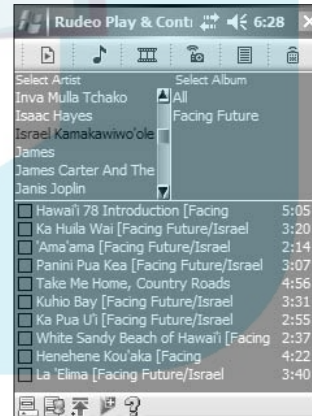 Rudeo Play & Conti 6:28
Select Artist
Select Album
Inva Mulla Tchako
All
Isaac Hayes
Facing Future
Israel Kamakawiwo'ole
James
James Carter And The
Janis Joplin
Hawai'i 78 Introduction [Facing 5:05
Ka Huila Wai [Facing Future/Israel 3:20
'Ama'ama [Facing Future/Israel 2:14
Panini Pua Kea [Facing Future/Israel 3:07
Take Me Home, Country Roads 4:56
Kuhio Bay [Facing Future/Israel 3:31
Ka Pua U'i [Facing Future/Israel 2:55
White Sandy Beach of Hawai'i [Facing 2:37
Henehene Kou'aka [Facing 4:22
La 'Elima [Facing Future/Israel 3:40